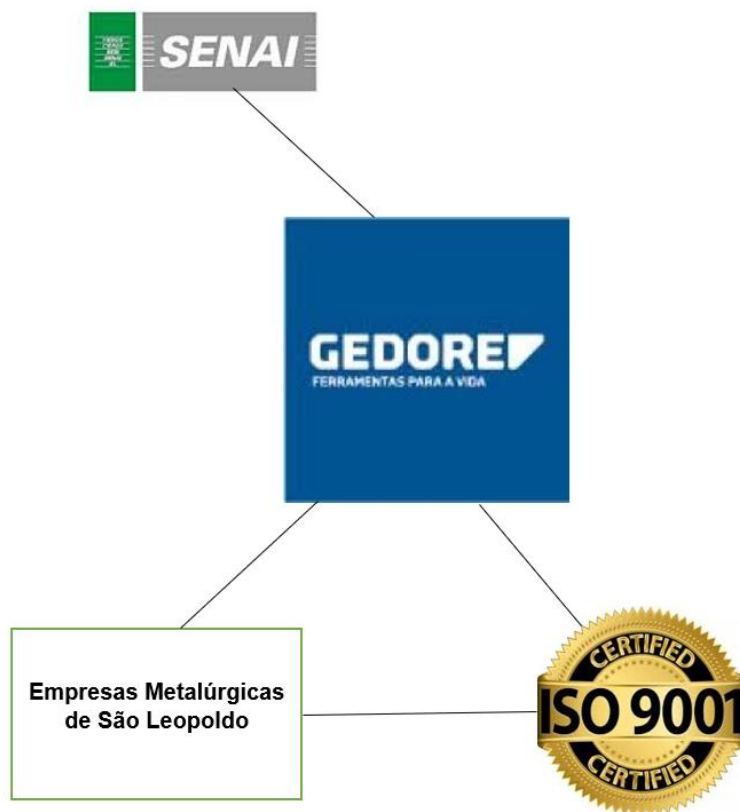 SENAI
GEDORE
FERRAMENTAS PARA A VIDA
Empresas Metalúrgicas
de São Leopoldo
CERTIFIED
ISO 9001
CERTIFIED